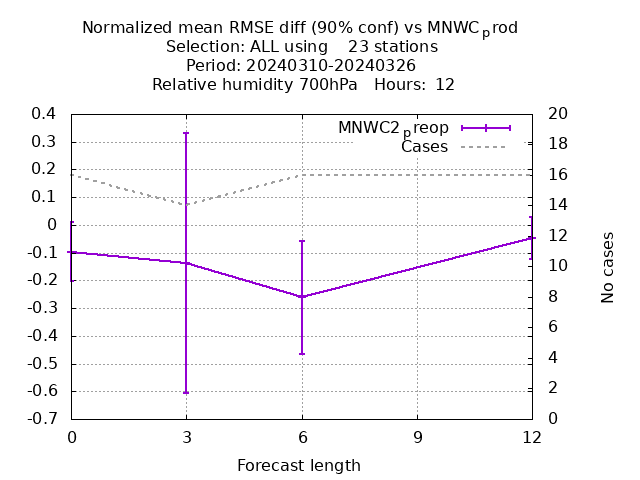 Normalized mean RMSE diff (90% conf) vs MNWCprod
Selection: ALL using    23 stations
Period: 20240310-20240326
Relative humidity 700hPa   Hours:  12
MNWC2preop
Cases
0.4
0.3
0.2
0.1
0
-0.1
-0.2
-0.3
-0.4
-0.5
-0.6
-0.7
20
18
16
14
12
10
8
6
4
2
0
No cases
0 3 6 9 12
Forecast length